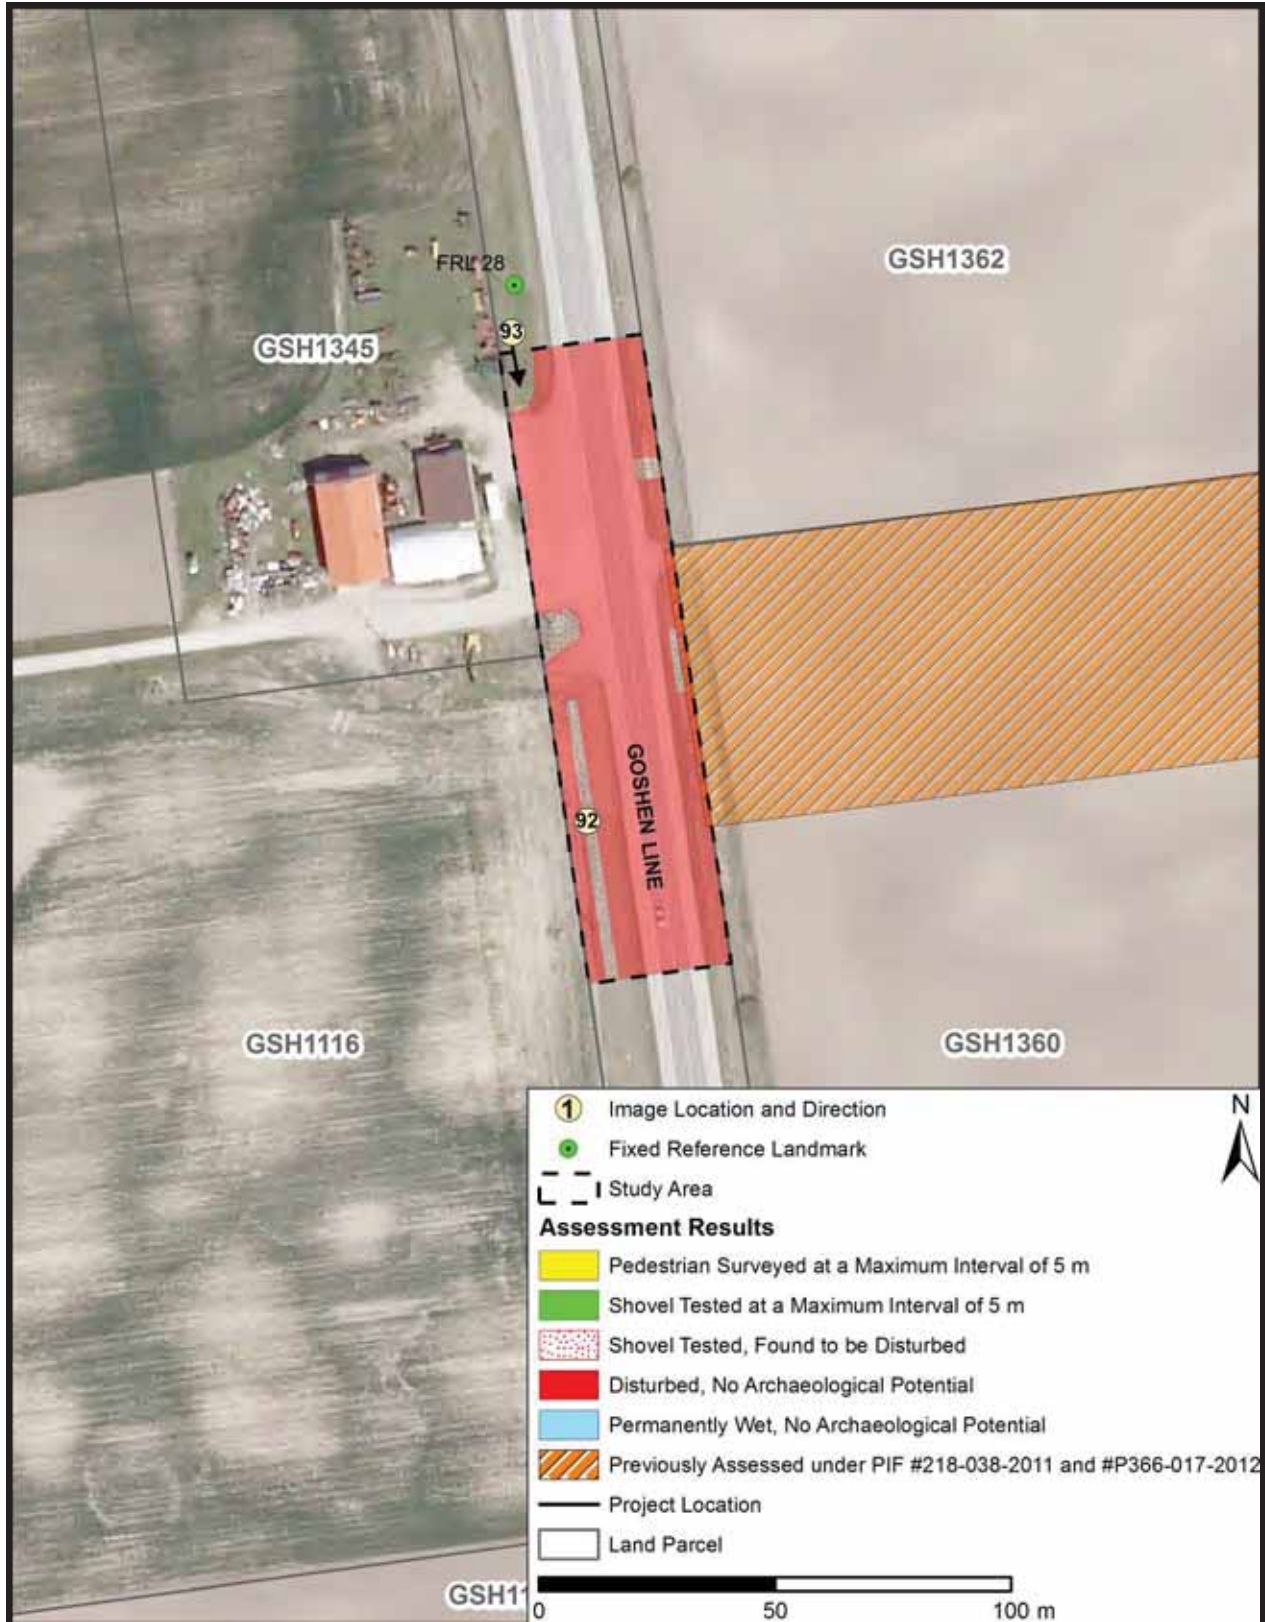 GSH1362
FRL 28
93
GSH1345
GOSHEN LINE
92
GSH1116
GSH1360
1 Image Location and Direction
N
Fixed Reference Landmark
Study Area
Assessment Results
Pedestrian Surveyed at a Maximum Interval of 5 m
Shovel Tested at a Maximum Interval of 5 m
Shovel Tested, Found to be Disturbed
Disturbed, No Archaeological Potential
Permanently Wet, No Archaeological Potential
Previously Assessed under PIF #218-038-2011 and #P366-017-2012
Project Location
Land Parcel
GSH11
0 50 100 m